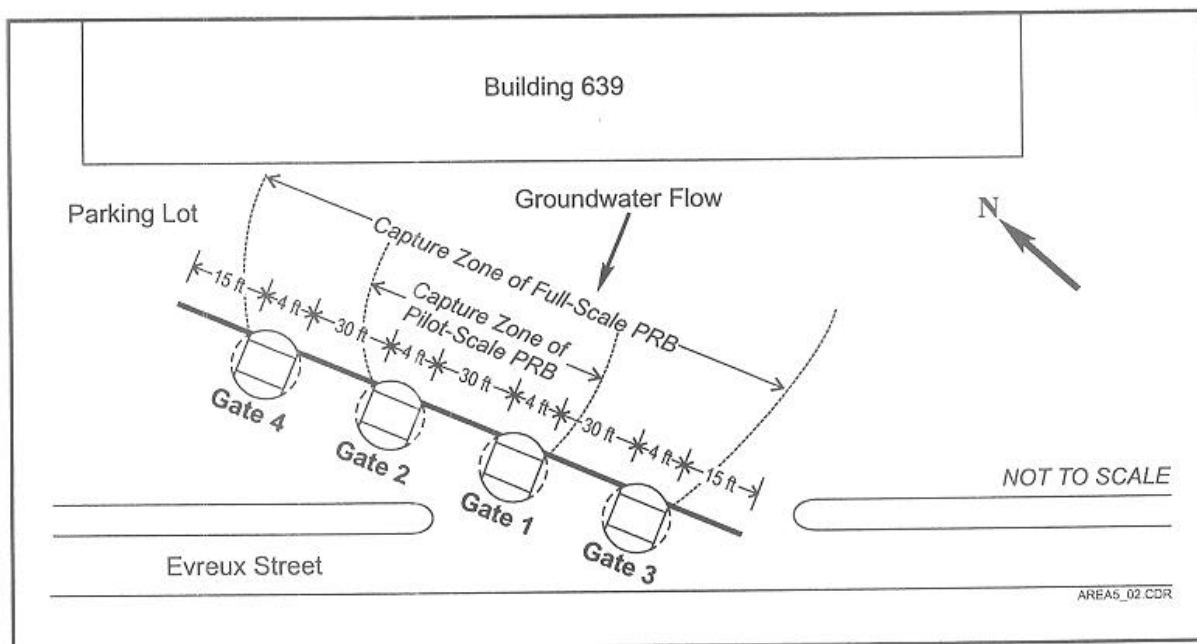 Building 639
Parking Lot
Groundwater Flow
N
Capture Zone of Full-Scale PRB
Capture Zone of
Pilot-Scale PRB
15 ft
4 ft
30 ft
4 ft
30 ft
4 ft
30 ft
4 ft
15 ft
Gate 4
Gate 2
Gate 1
Gate 3
NOT TO SCALE
Evreux Street
AREA5_02.CDR